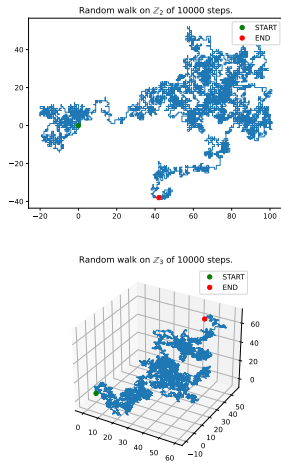 Random walk on ℤ₂ of 10000 steps.
START
END
40
20
0
−20
−40
−20 0 20 40 60 80 100
Random walk on ℤ₃ of 10000 steps.
START
END
60
40
20
0
0 10 20 30 40 50 60
−10 0 10 20 30 40 50